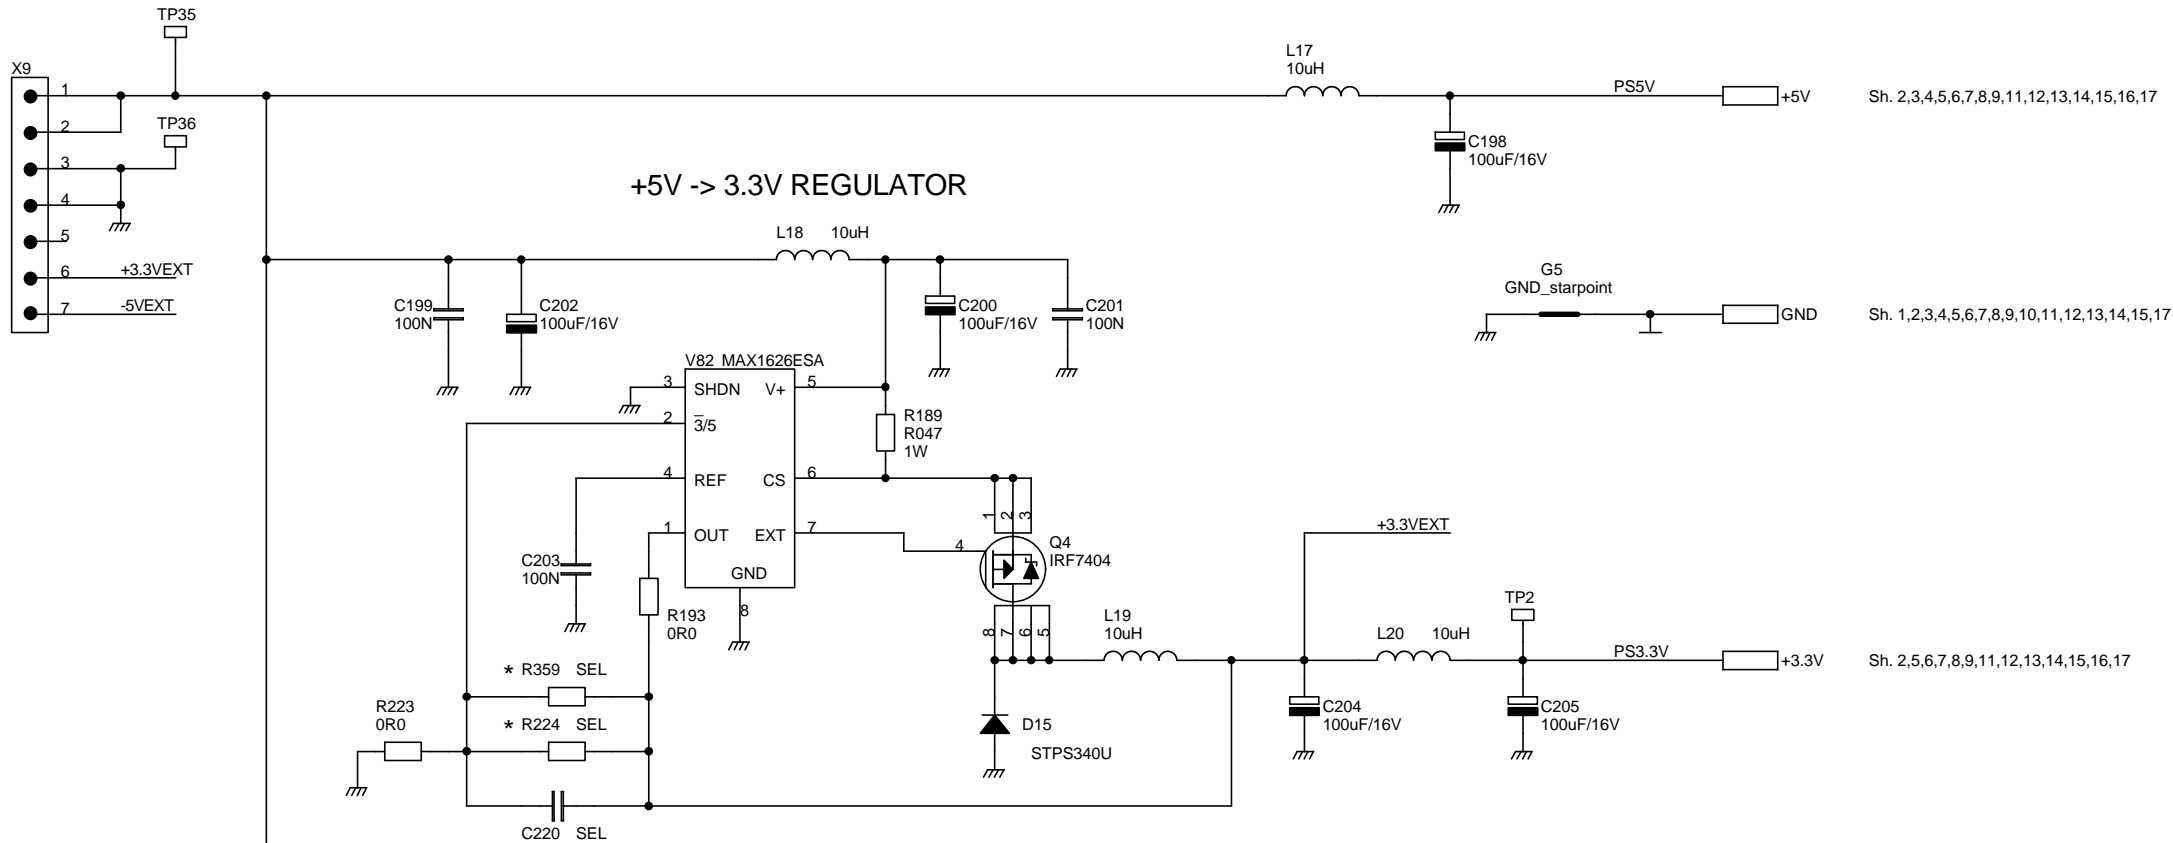 TP35
X9
1
2
3
4
5
6
7
TP36
+3.3VEXT
-5VEXT
L17
10uH
PS5V
+5V
Sh. 2,3,4,5,6,7,8,9,11,12,13,14,15,16,17
C198
100uF/16V
+5V -> 3.3V REGULATOR
L18 10uH
C199
100N
C202
100uF/16V
C200
100uF/16V
C201
100N
G5
GND_starpoint
GND
Sh. 1,2,3,4,5,6,7,8,9,10,11,12,13,14,15,17
V82 MAX1626ESA
3 SHDN V+ 5
2 3/5
4 REF CS 6
1 OUT EXT 7
GND
8
R189
R047
1W
C203
100N
R193
0R0
1 2 3
4
Q4
IRF7404
8 7 6 5
+3.3VEXT
L19
10uH
L20 10uH
TP2
PS3.3V
+3.3V
Sh. 2,5,6,7,8,9,11,12,13,14,15,16,17
* R359 SEL
R223
0R0
* R224 SEL
C220 SEL
D15
STPS340U
C204
100uF/16V
C205
100uF/16V